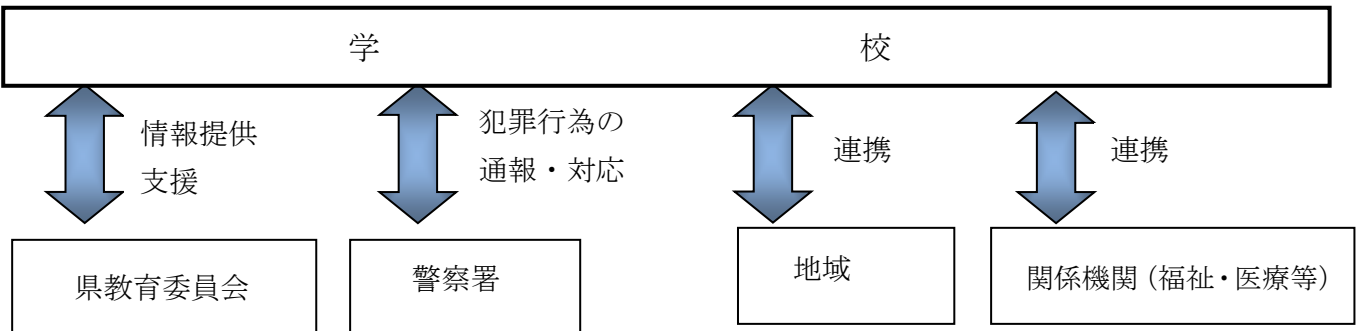 学　校
情報提供
支援
犯罪行為の
通報・対応
連携
連携
県教育委員会
警察署
地域
関係機関（福祉・医療等）